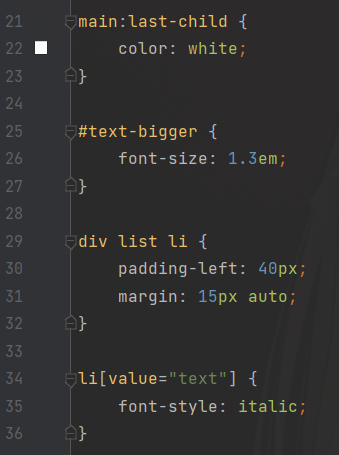 21 main:last-child {
22     color: white;
23 }
24
25 #text-bigger {
26     font-size: 1.3em;
27 }
28
29 div list li {
30     padding-left: 40px;
31     margin: 15px auto;
32 }
33
34 li[value="text"] {
35     font-style: italic;
36 }